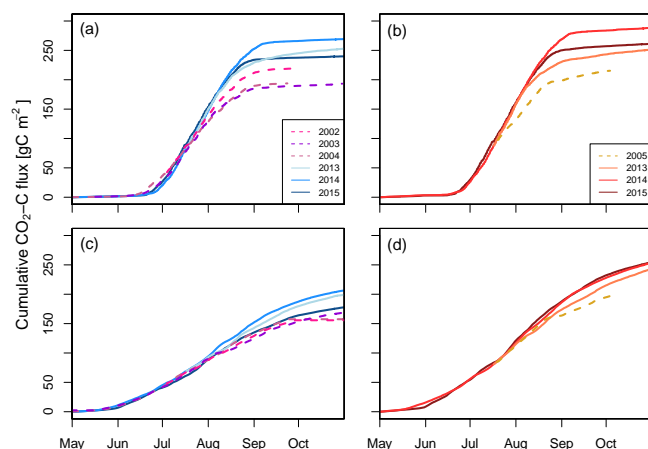 (a)
(b)
Cumulative CO₂–C flux [gC m⁻²]
250
150
50
0
2002
2003
2004
2013
2014
2015
2005
2013
2014
2015
(c)
(d)
250
150
50
0
May Jun Jul Aug Sep Oct
May Jun Jul Aug Sep Oct